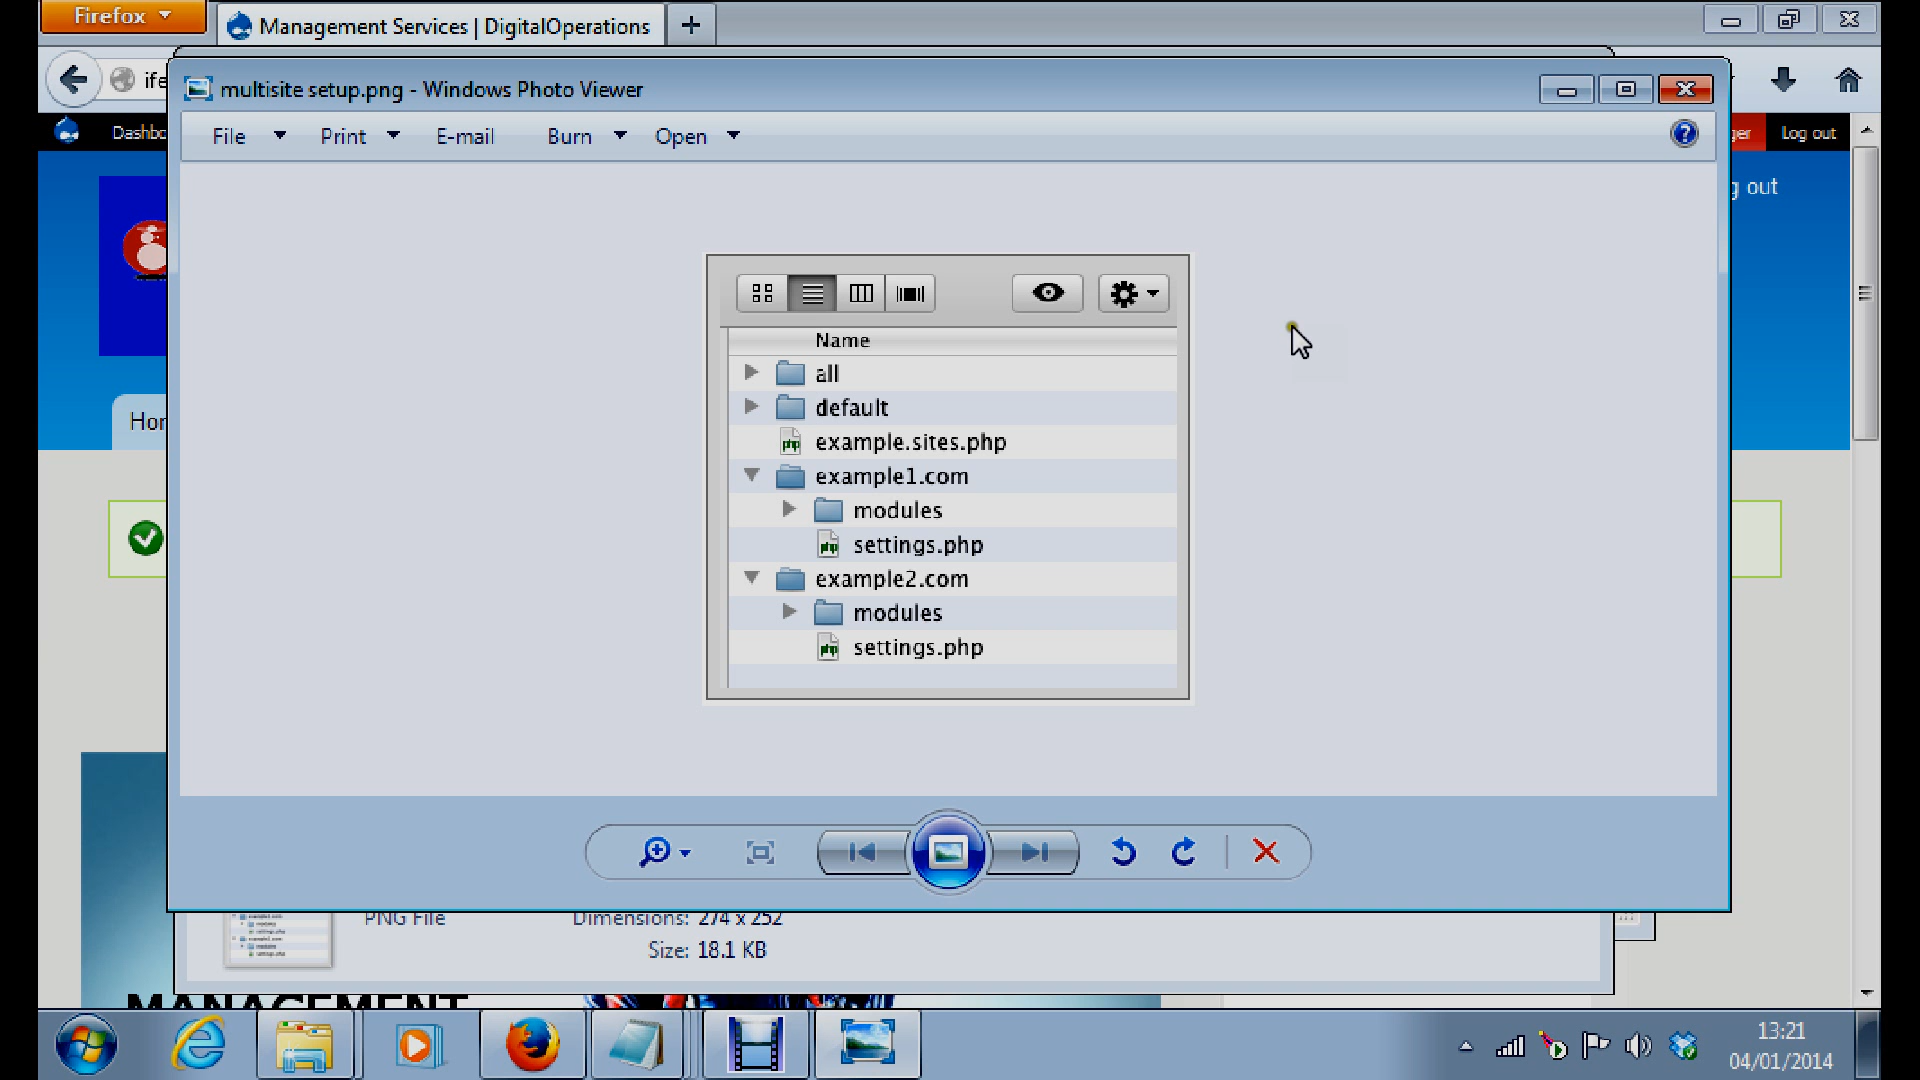 Firefox
Management Services | DigitalOperations
ife
multisite setup.png - Windows Photo Viewer
File Print E-mail Burn Open
Dashbo
Log out
g out
Hor
Name
all
default
example.sites.php
example1.com
modules
settings.php
example2.com
modules
settings.php
PNG File Dimensions: 274 x 252
Size: 18.1 KB
MANAGEMENT
13:21
04/01/2014